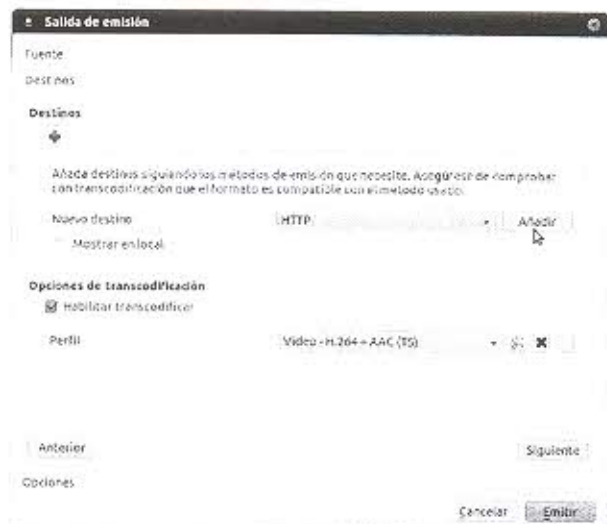 Salida de emisión
Fuente
Destinos
Destinos
Añada destinos siguiendo los métodos de emisión que necesite. Asegúrese de comprobar
con transcodificación que el formato es compatible con el método usado.
Nuevo destino HTTP Añadir
Mostrar en local
Opciones de transcodificación
Habilitar transcodificar
Perfil Video - H.264 + AAC (TS)
Anterior Siguiente
Opciones
Cancelar Emitir